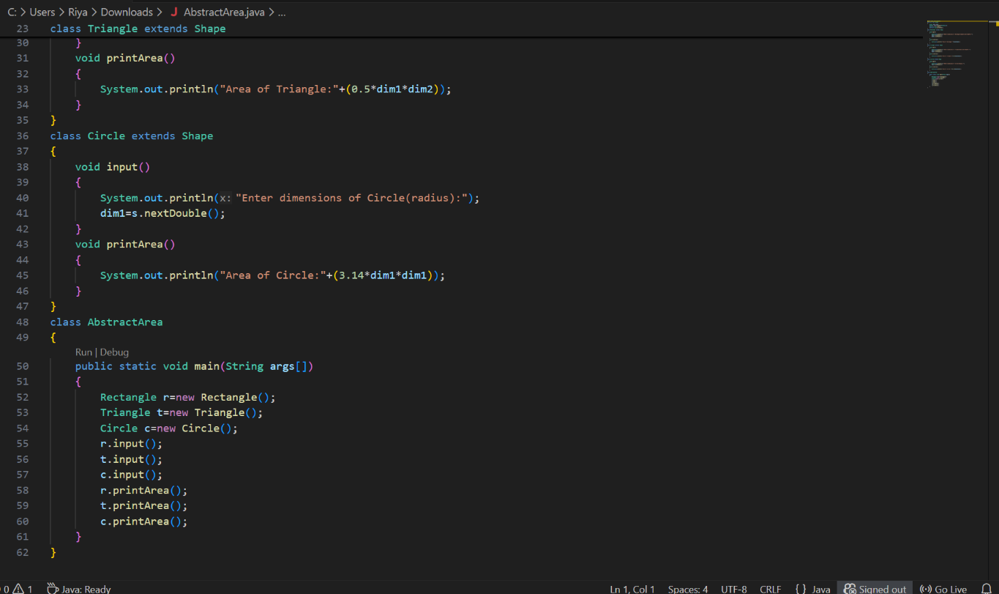 C: > Users > Riya > Downloads > J AbstractArea.java > ...
23 class Triangle extends Shape
30 }
31 void printArea()
32 {
33 System.out.println("Area of Triangle:"+(0.5*dim1*dim2));
34 }
35 }
36 class Circle extends Shape
37 {
38 void input()
39 {
40 System.out.println(x: "Enter dimensions of Circle(radius):");
41 dim1=s.nextDouble();
42 }
43 void printArea()
44 {
45 System.out.println("Area of Circle:"+(3.14*dim1*dim1));
46 }
47 }
48 class AbstractArea
49 {
Run | Debug
50 public static void main(String args[])
51 {
52 Rectangle r=new Rectangle();
53 Triangle t=new Triangle();
54 Circle c=new Circle();
55 r.input();
56 t.input();
57 c.input();
58 r.printArea();
59 t.printArea();
60 c.printArea();
61 }
62 }
0 1 Java: Ready Ln 1, Col 1 Spaces: 4 UTF-8 CRLF {} Java Signed out Go Live